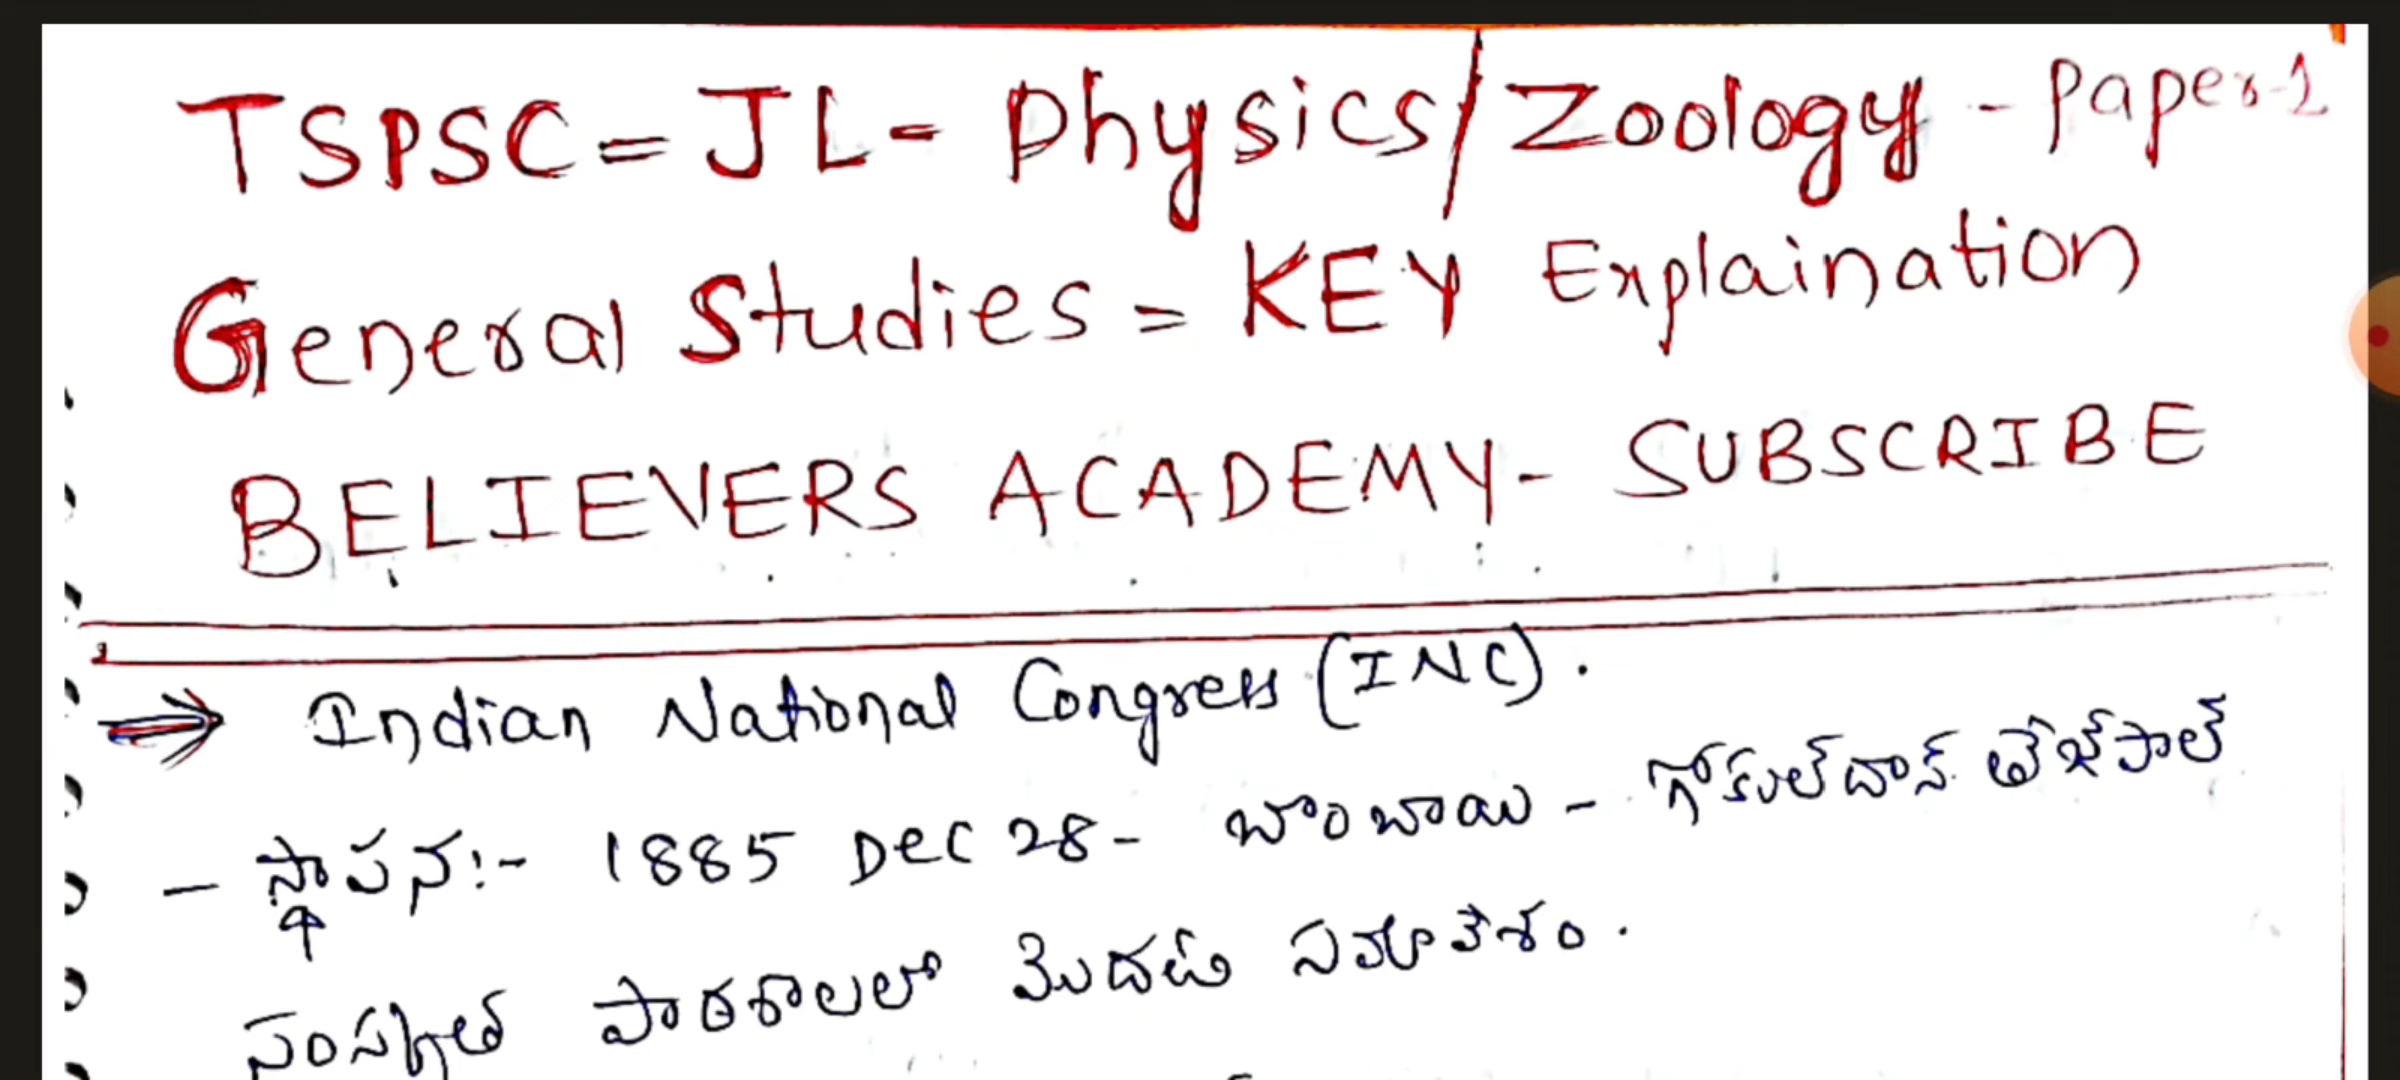 TSPSC = JL - Physics/Zoology - Paper-1
General Studies = KEY Explaination
BELIEVERS ACADEMY - SUBSCRIBE
⇒ Indian National Congress (INC).
- స్థాపన:- 1885 Dec 28 - బాంబాయి - గోకుల్ దాస్ తేజ్‌పాల్
సంస్కృత పాఠశాలలో మొదటి సమావేశం.